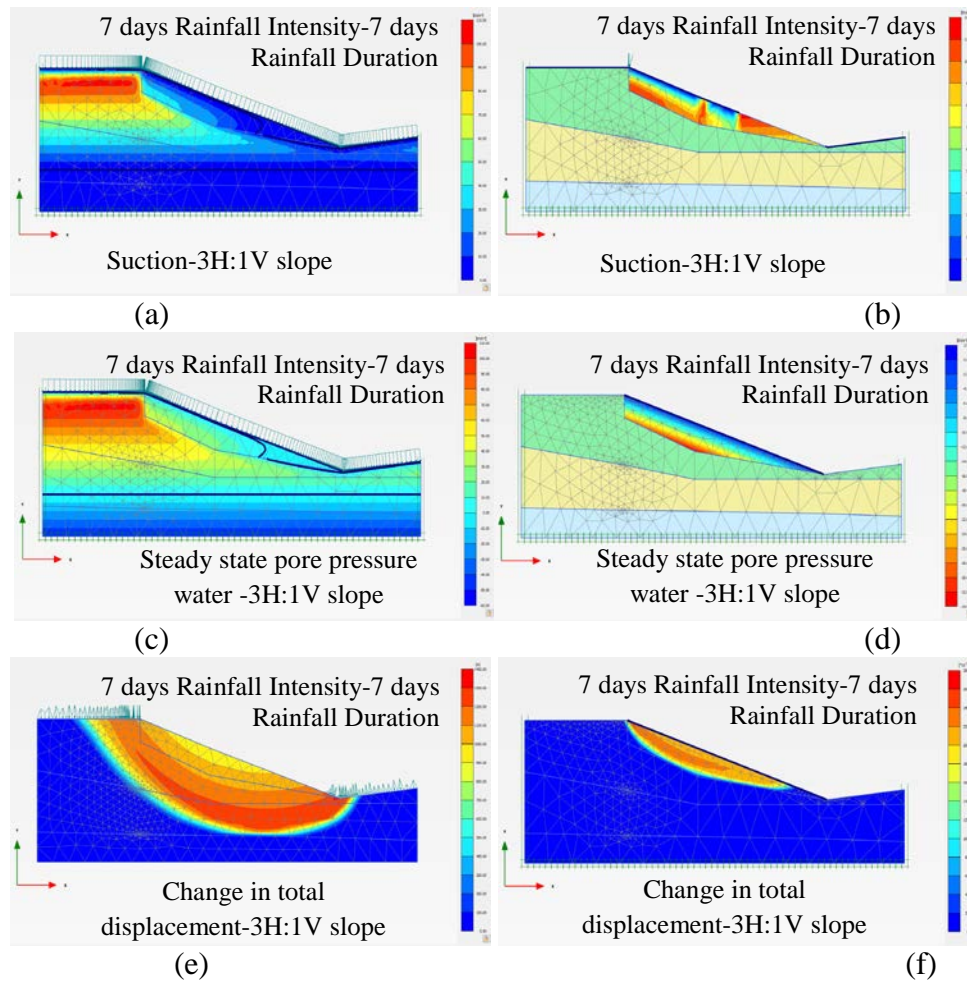 7 days Rainfall Intensity-7 days
Rainfall Duration
Suction-3H:1V slope
(a)
7 days Rainfall Intensity-7 days
Rainfall Duration
Suction-3H:1V slope
(b)
7 days Rainfall Intensity-7 days
Rainfall Duration
Steady state pore pressure
water -3H:1V slope
(c)
7 days Rainfall Intensity-7 days
Rainfall Duration
Steady state pore pressure
water -3H:1V slope
(d)
7 days Rainfall Intensity-7 days
Rainfall Duration
Change in total
displacement-3H:1V slope
(e)
7 days Rainfall Intensity-7 days
Rainfall Duration
Change in total
displacement-3H:1V slope
(f)